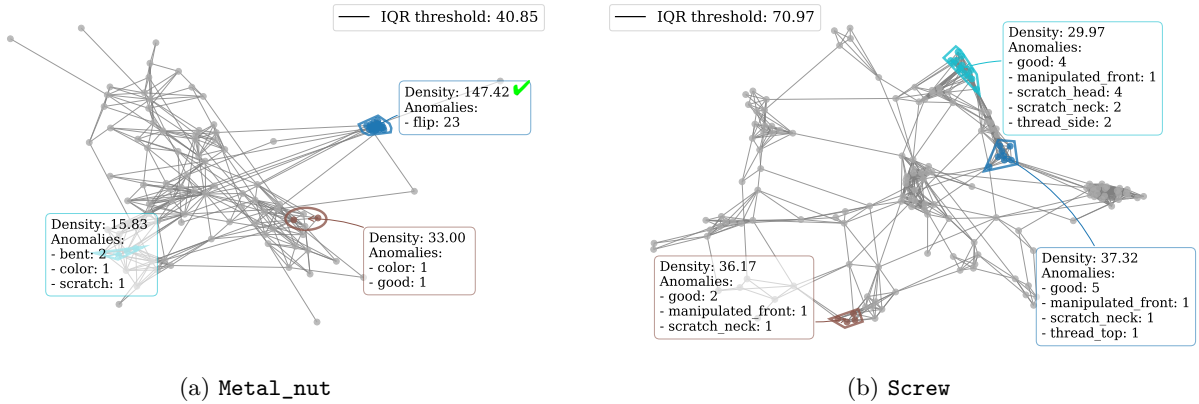 IQR threshold: 40.85
Density: 147.42
Anomalies:
- flip: 23
Density: 15.83
Anomalies:
- bent: 2
- color: 1
- scratch: 1
Density: 33.00
Anomalies:
- color: 1
- good: 1
(a) Metal_nut
IQR threshold: 70.97
Density: 29.97
Anomalies:
- good: 4
- manipulated_front: 1
- scratch_head: 4
- scratch_neck: 2
- thread_side: 2
Density: 36.17
Anomalies:
- good: 2
- manipulated_front: 1
- scratch_neck: 1
Density: 37.32
Anomalies:
- good: 5
- manipulated_front: 1
- scratch_neck: 1
- thread_top: 1
(b) Screw